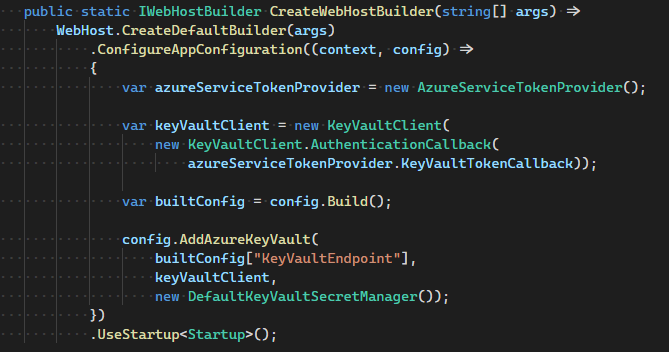 public static IWebHostBuilder CreateWebHostBuilder(string[] args) =>
    WebHost.CreateDefaultBuilder(args)
        .ConfigureAppConfiguration((context, config) =>
        {
            var azureServiceTokenProvider = new AzureServiceTokenProvider();

            var keyVaultClient = new KeyVaultClient(
                new KeyVaultClient.AuthenticationCallback(
                    azureServiceTokenProvider.KeyVaultTokenCallback));

            var builtConfig = config.Build();

            config.AddAzureKeyVault(
                builtConfig["KeyVaultEndpoint"],
                keyVaultClient,
                new DefaultKeyVaultSecretManager());
        })
        .UseStartup<Startup>();